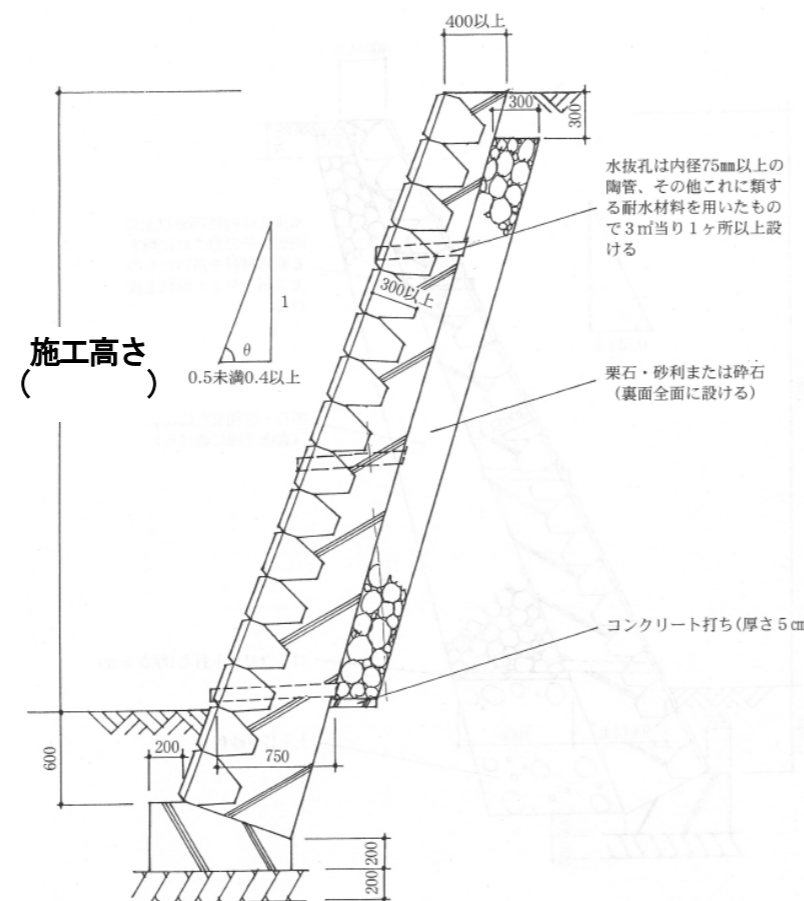 400以上
300
300
水抜孔は内径75㎜以上の
陶管、その他これに類す
る耐水材料を用いたもの
で3㎡当り1ヶ所以上設
ける
300以上
1
θ
0.5未満0.4以上
施工高さ
(　　　　)
栗石・砂利または砕石
(裏面全面に設ける)
コンクリート打ち(厚さ5㎝
600
200
750
200
200